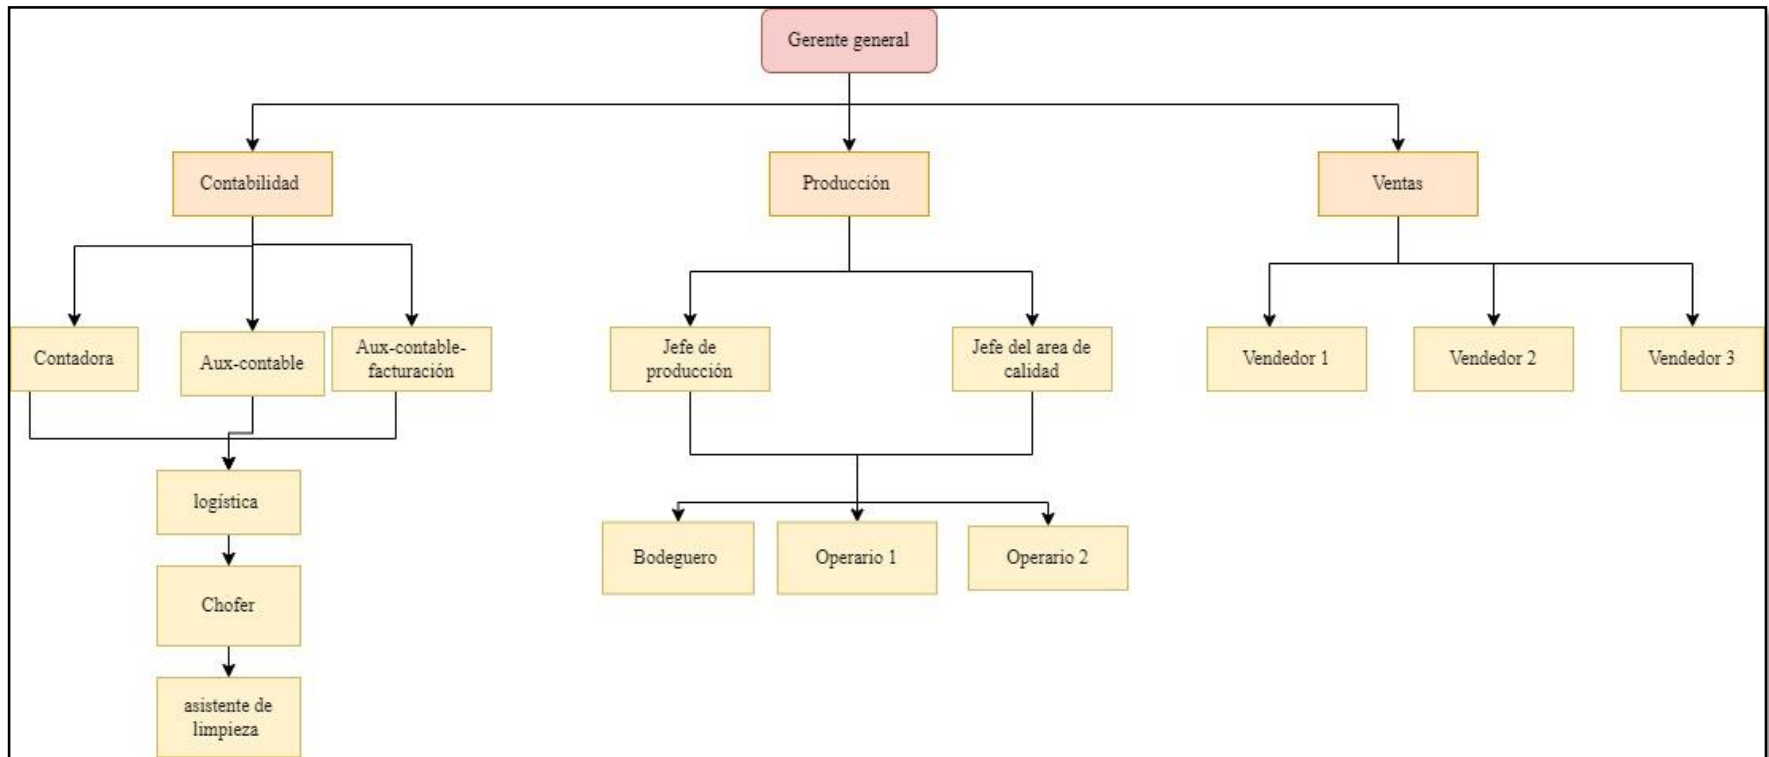 Gerente general
Contabilidad
Producción
Ventas
Contadora
Aux-contable
Aux-contable-
facturación
Jefe de
producción
Jefe del area de
calidad
Vendedor 1
Vendedor 2
Vendedor 3
logística
Bodeguero
Operario 1
Operario 2
Chofer
asistente de
limpieza